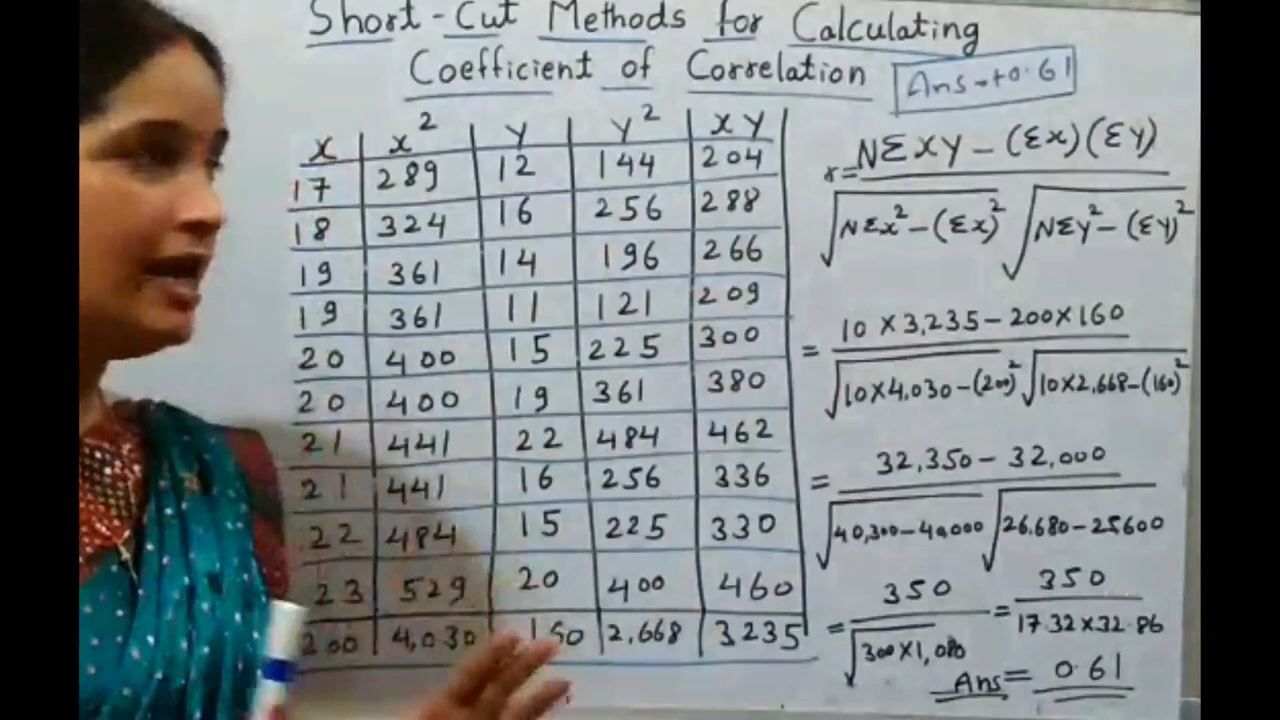 Short-Cut Methods for Calculating
Coefficient of Correlation
Ans→+0.61
x | x² | y | y² | xy
17 | 289 | 12 | 144 | 204
18 | 324 | 16 | 256 | 288
19 | 361 | 14 | 196 | 266
19 | 361 | 11 | 121 | 209
20 | 400 | 15 | 225 | 300
20 | 400 | 19 | 361 | 380
21 | 441 | 22 | 484 | 462
21 | 441 | 16 | 256 | 336
22 | 484 | 15 | 225 | 330
23 | 529 | 20 | 400 | 460
200 | 4,030 | 160 | 2,668 | 3235
r = NΣXY – (Σx)(Σy)
√NΣx² – (Σx)² √NΣy² – (Σy)²
= 10 × 3,235 – 200 × 160
√10×4,030–(200)² √10×2,668–(160)²
= 32,350 – 32,000
√40,300–40,000 √26,680–25600
= 350
√300×1,080
= 350
17.32×32.86
Ans = 0.61